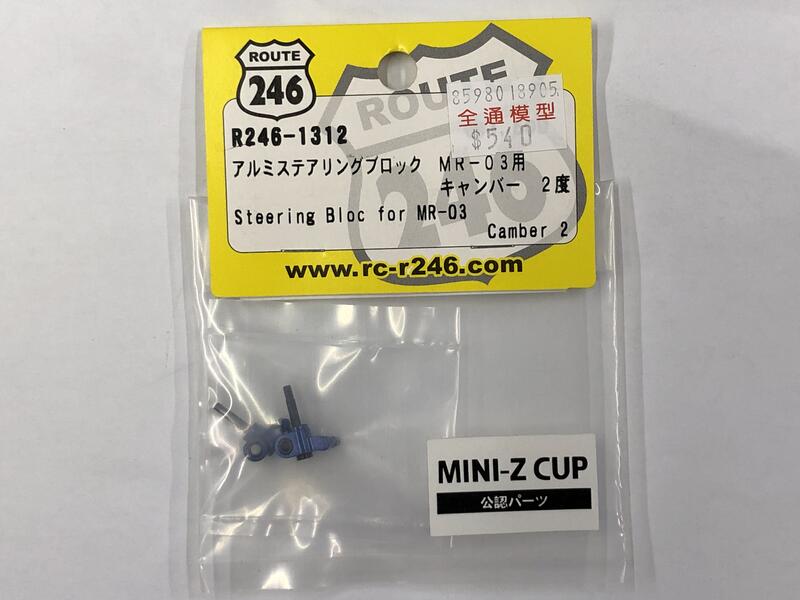 ROUTE
246
ROUTE
246
8598018905
全通模型
$540
R246-1312
アルミステアリングブロック MR-03用
キャンバー 2度
Steering Bloc for MR-03
Camber 2
www.rc-r246.com
MINI-Z CUP
公認パーツ